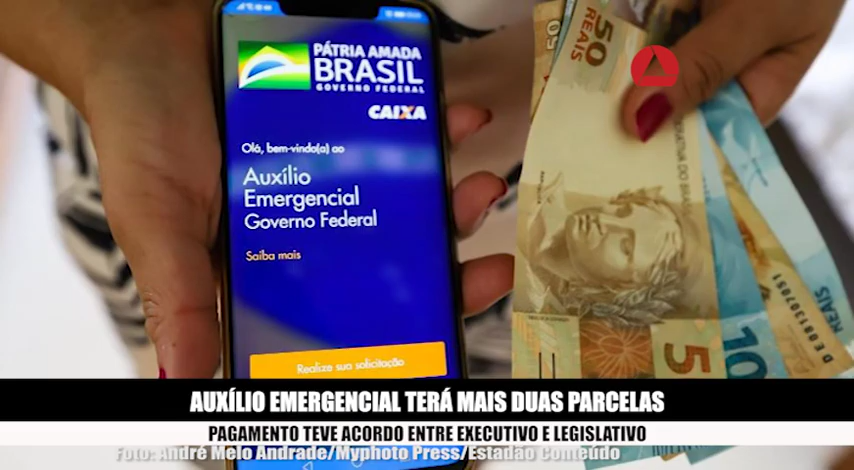 PÁTRIA AMADA
BRASIL
GOVERNO FEDERAL
CAIXA
Olá, bem-vindo(a) ao
Auxílio
Emergencial
Governo Federal
Saiba mais
Realize sua solicitação
50
REAIS
5
10
REAIS
DE081307051
AUXÍLIO EMERGENCIAL TERÁ MAIS DUAS PARCELAS
PAGAMENTO TEVE ACORDO ENTRE EXECUTIVO E LEGISLATIVO
Foto: André Melo Andrade/Myphoto Press/Estadão Conteúdo